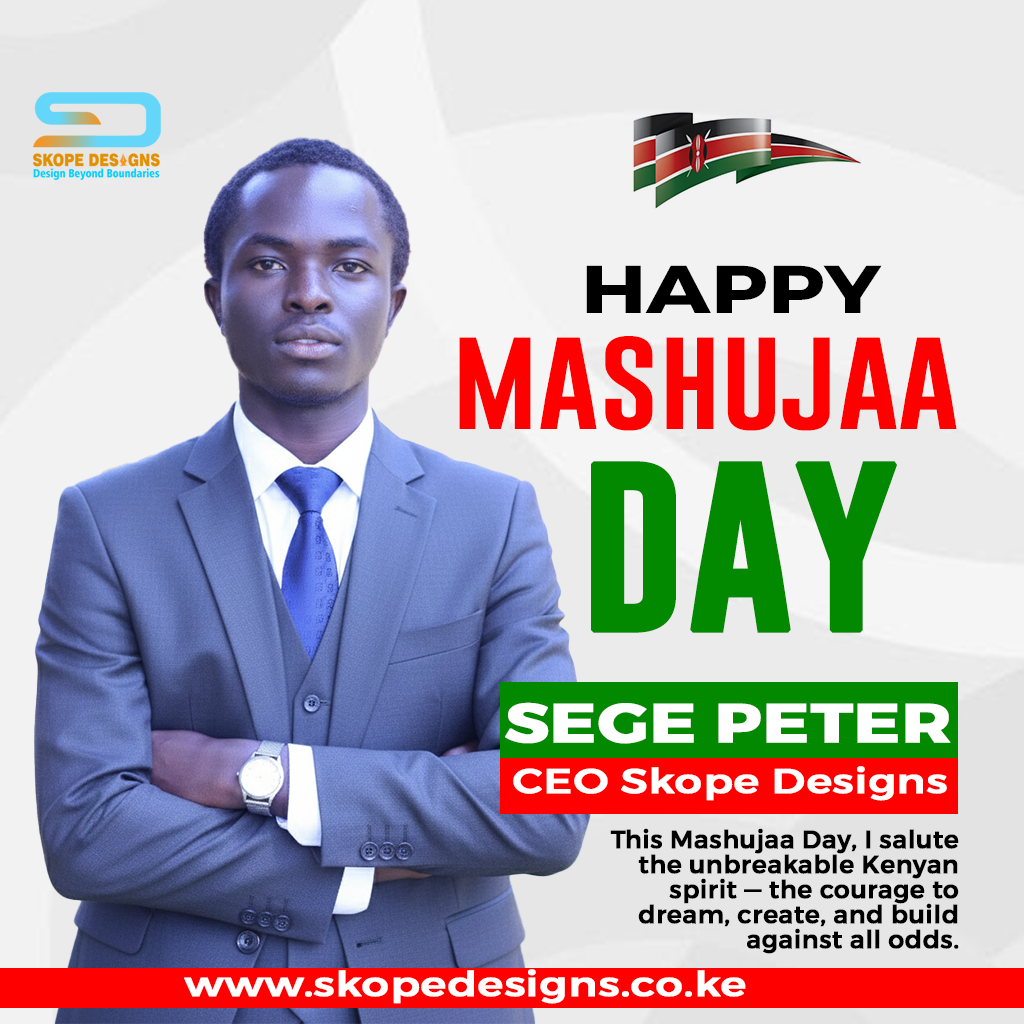 SKOPE DESIGNS
Design Beyond Boundaries
HAPPY
MASHUJAA
DAY
SEGE PETER
CEO Skope Designs
This Mashujaa Day, I salute
the unbreakable Kenyan
spirit — the courage to
dream, create, and build
against all odds.
www.skopedesigns.co.ke